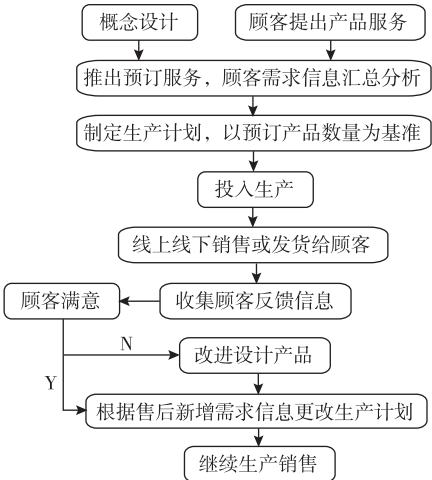 概念设计
顾客提出产品服务
推出预订服务，顾客需求信息汇总分析
制定生产计划，以预订产品数量为基准
投入生产
线上线下销售或发货给顾客
顾客满意
收集顾客反馈信息
N
改进设计产品
Y
根据售后新增需求信息更改生产计划
继续生产销售